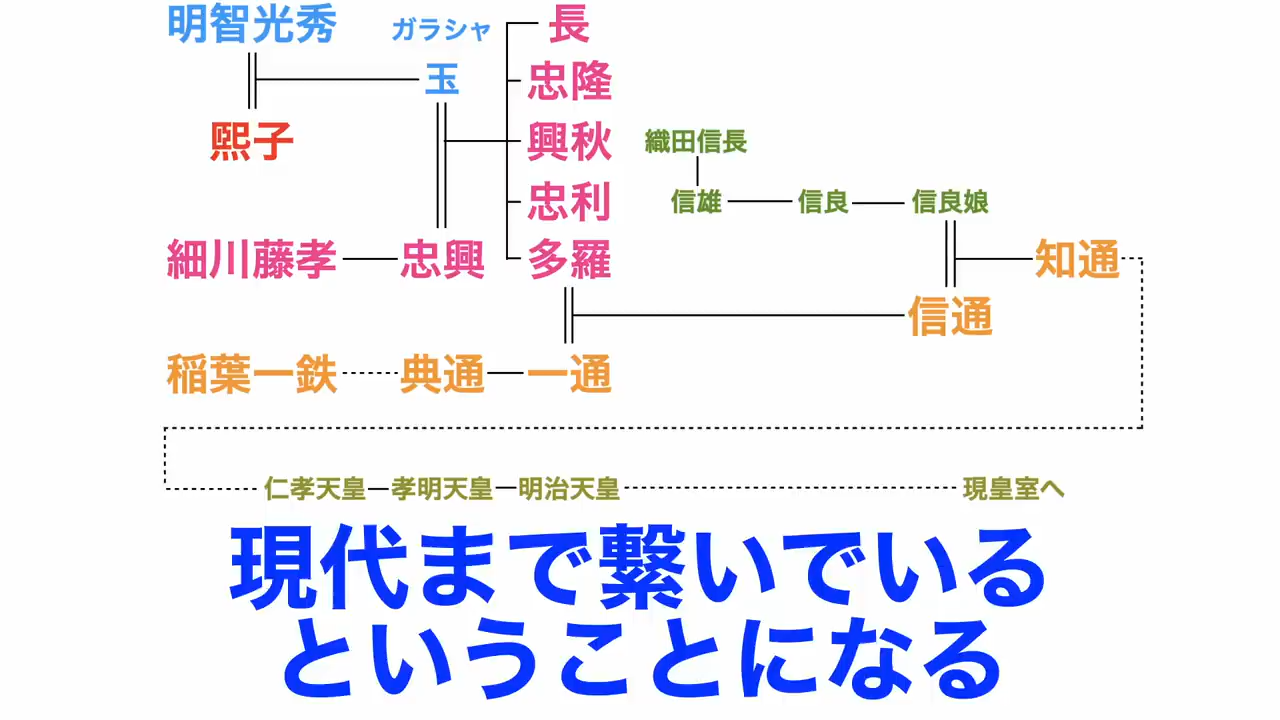 明智光秀
ガラシャ
長
玉
忠隆
熙子
興秋
織田信長
忠利
信雄
信良
信良娘
細川藤孝
忠興
多羅
知通
信通
稲葉一鉄
典通
一通
仁孝天皇
孝明天皇
明治天皇
現皇室へ
現代まで繋いでいる
ということになる